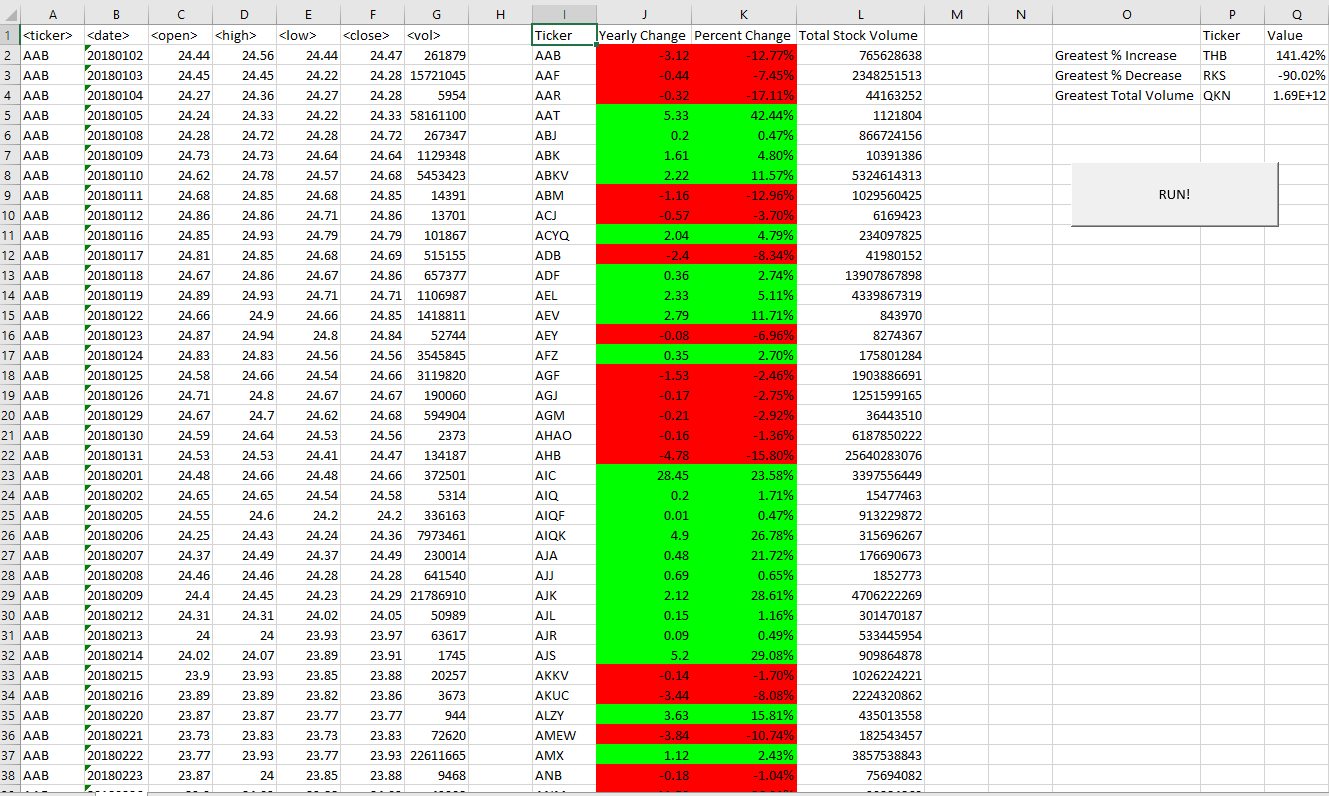 A B C D E F G H I J K L M N O P Q
1 <ticker> <date> <open> <high> <low> <close> <vol> Ticker Yearly Change Percent Change Total Stock Volume Ticker Value
2 AAB 20180102 24.44 24.56 24.44 24.47 261879 AAB -3.12 -12.77% 765628638 Greatest % Increase THB 141.42%
3 AAB 20180103 24.45 24.45 24.22 24.28 15721045 AAF -0.44 -7.45% 2348251513 Greatest % Decrease RKS -90.02%
4 AAB 20180104 24.27 24.36 24.27 24.28 5954 AAR -0.32 -17.11% 44163252 Greatest Total Volume QKN 1.69E+12
5 AAB 20180105 24.24 24.33 24.22 24.33 58161100 AAT 5.33 42.44% 1121804
6 AAB 20180108 24.28 24.72 24.28 24.72 267347 ABJ 0.2 0.47% 866724156
7 AAB 20180109 24.73 24.73 24.64 24.64 1129348 ABK 1.61 4.80% 10391386
8 AAB 20180110 24.62 24.78 24.57 24.68 5453423 ABKV 2.22 11.57% 5324614313
9 AAB 20180111 24.68 24.85 24.68 24.85 14391 ABM -1.16 -12.96% 1029560425
RUN!
10 AAB 20180112 24.86 24.86 24.71 24.86 13701 ACJ -0.57 -3.70% 6169423
11 AAB 20180116 24.85 24.93 24.79 24.79 101867 ACYQ 2.04 4.79% 234097825
12 AAB 20180117 24.81 24.85 24.68 24.69 515155 ADB -2.4 -8.34% 41980152
13 AAB 20180118 24.67 24.86 24.67 24.86 657377 ADF 0.36 2.74% 13907867898
14 AAB 20180119 24.89 24.93 24.71 24.71 1106987 AEL 2.33 5.11% 4339867319
15 AAB 20180122 24.66 24.9 24.66 24.85 1418811 AEV 2.79 11.71% 843970
16 AAB 20180123 24.87 24.94 24.8 24.84 52744 AEY -0.08 -6.96% 8274367
17 AAB 20180124 24.83 24.83 24.56 24.56 3545845 AFZ 0.35 2.70% 175801284
18 AAB 20180125 24.58 24.66 24.54 24.66 3119820 AGF -1.53 -2.46% 1903886691
19 AAB 20180126 24.71 24.8 24.67 24.67 190060 AGJ -0.17 -2.75% 1251599165
20 AAB 20180129 24.67 24.7 24.62 24.68 594904 AGM -0.21 -2.92% 36443510
21 AAB 20180130 24.59 24.64 24.53 24.56 2373 AHAO -0.16 -1.36% 6187850222
22 AAB 20180131 24.53 24.53 24.41 24.47 134187 AHB -4.78 -15.80% 25640283076
23 AAB 20180201 24.48 24.66 24.48 24.66 372501 AIC 28.45 23.58% 3397556449
24 AAB 20180202 24.65 24.65 24.54 24.58 5314 AIQ 0.2 1.71% 15477463
25 AAB 20180205 24.55 24.6 24.2 24.2 336163 AIQF 0.01 0.47% 913229872
26 AAB 20180206 24.25 24.43 24.24 24.36 7973461 AIQK 4.9 26.78% 315696267
27 AAB 20180207 24.37 24.49 24.37 24.49 230014 AJA 0.48 21.72% 176690673
28 AAB 20180208 24.46 24.46 24.28 24.28 641540 AJJ 0.69 0.65% 1852773
29 AAB 20180209 24.4 24.45 24.23 24.29 21786910 AJK 2.12 28.61% 4706222269
30 AAB 20180212 24.31 24.31 24.02 24.05 50989 AJL 0.15 1.16% 301470187
31 AAB 20180213 24 24 23.93 23.97 63617 AJR 0.09 0.49% 533445954
32 AAB 20180214 24.02 24.07 23.89 23.91 1745 AJS 5.2 29.08% 909864878
33 AAB 20180215 23.9 23.93 23.85 23.88 20257 AKKV -0.14 -1.70% 1026224221
34 AAB 20180216 23.89 23.89 23.82 23.86 3673 AKUC -3.44 -8.08% 2224320862
35 AAB 20180220 23.87 23.87 23.77 23.77 944 ALZY 3.63 15.81% 435013558
36 AAB 20180221 23.73 23.83 23.73 23.83 72620 AMEW -3.84 -10.74% 182543457
37 AAB 20180222 23.77 23.93 23.77 23.93 22611665 AMX 1.12 2.43% 3857538843
38 AAB 20180223 23.87 24 23.85 23.88 9468 ANB -0.18 -1.04% 75694082